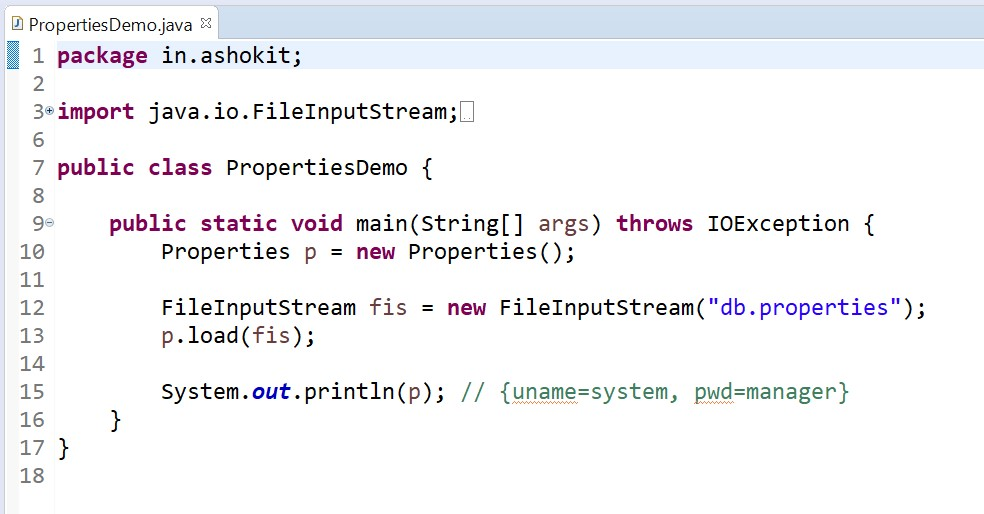 PropertiesDemo.java
1 package in.ashokit;
2
3 import java.io.FileInputStream;
6
7 public class PropertiesDemo {
8
9     public static void main(String[] args) throws IOException {
10         Properties p = new Properties();
11
12         FileInputStream fis = new FileInputStream("db.properties");
13         p.load(fis);
14
15         System.out.println(p); // {uname=system, pwd=manager}
16     }
17 }
18